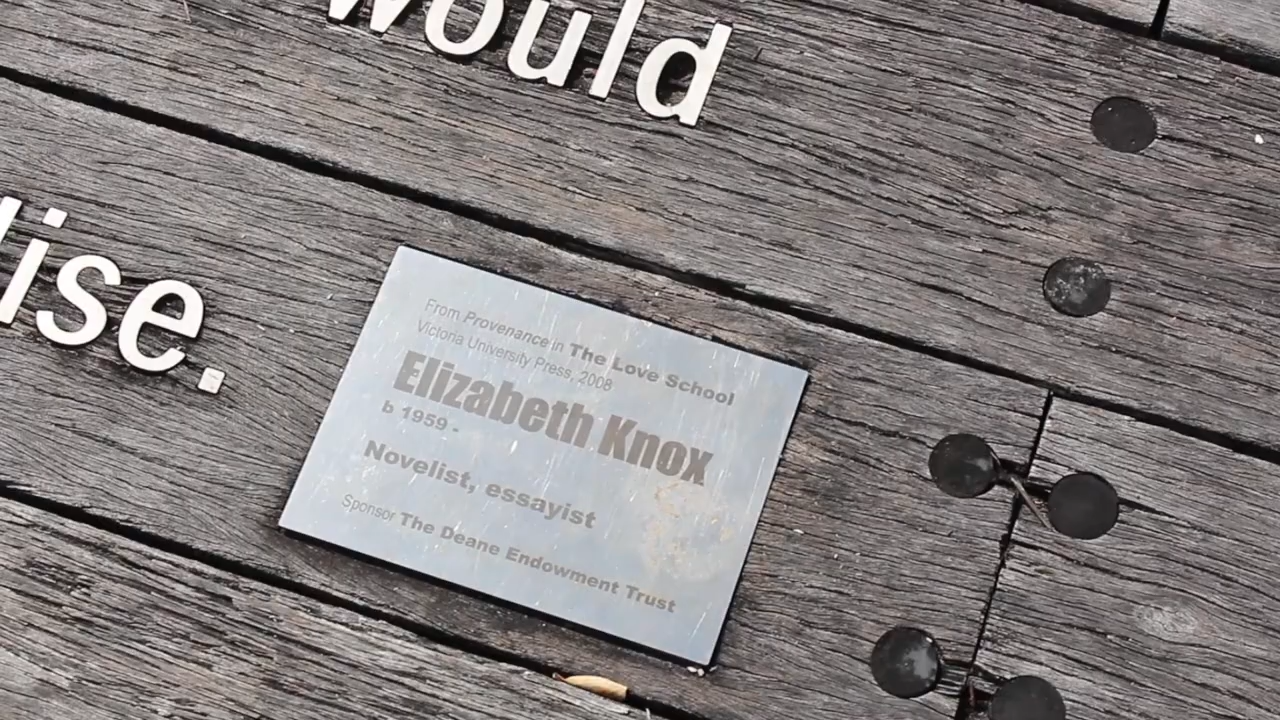 would
lise.
From Provenance in The Love School
Victoria University Press, 2008
Elizabeth Knox
b 1959 -
Novelist, essayist
Sponsor The Deane Endowment Trust